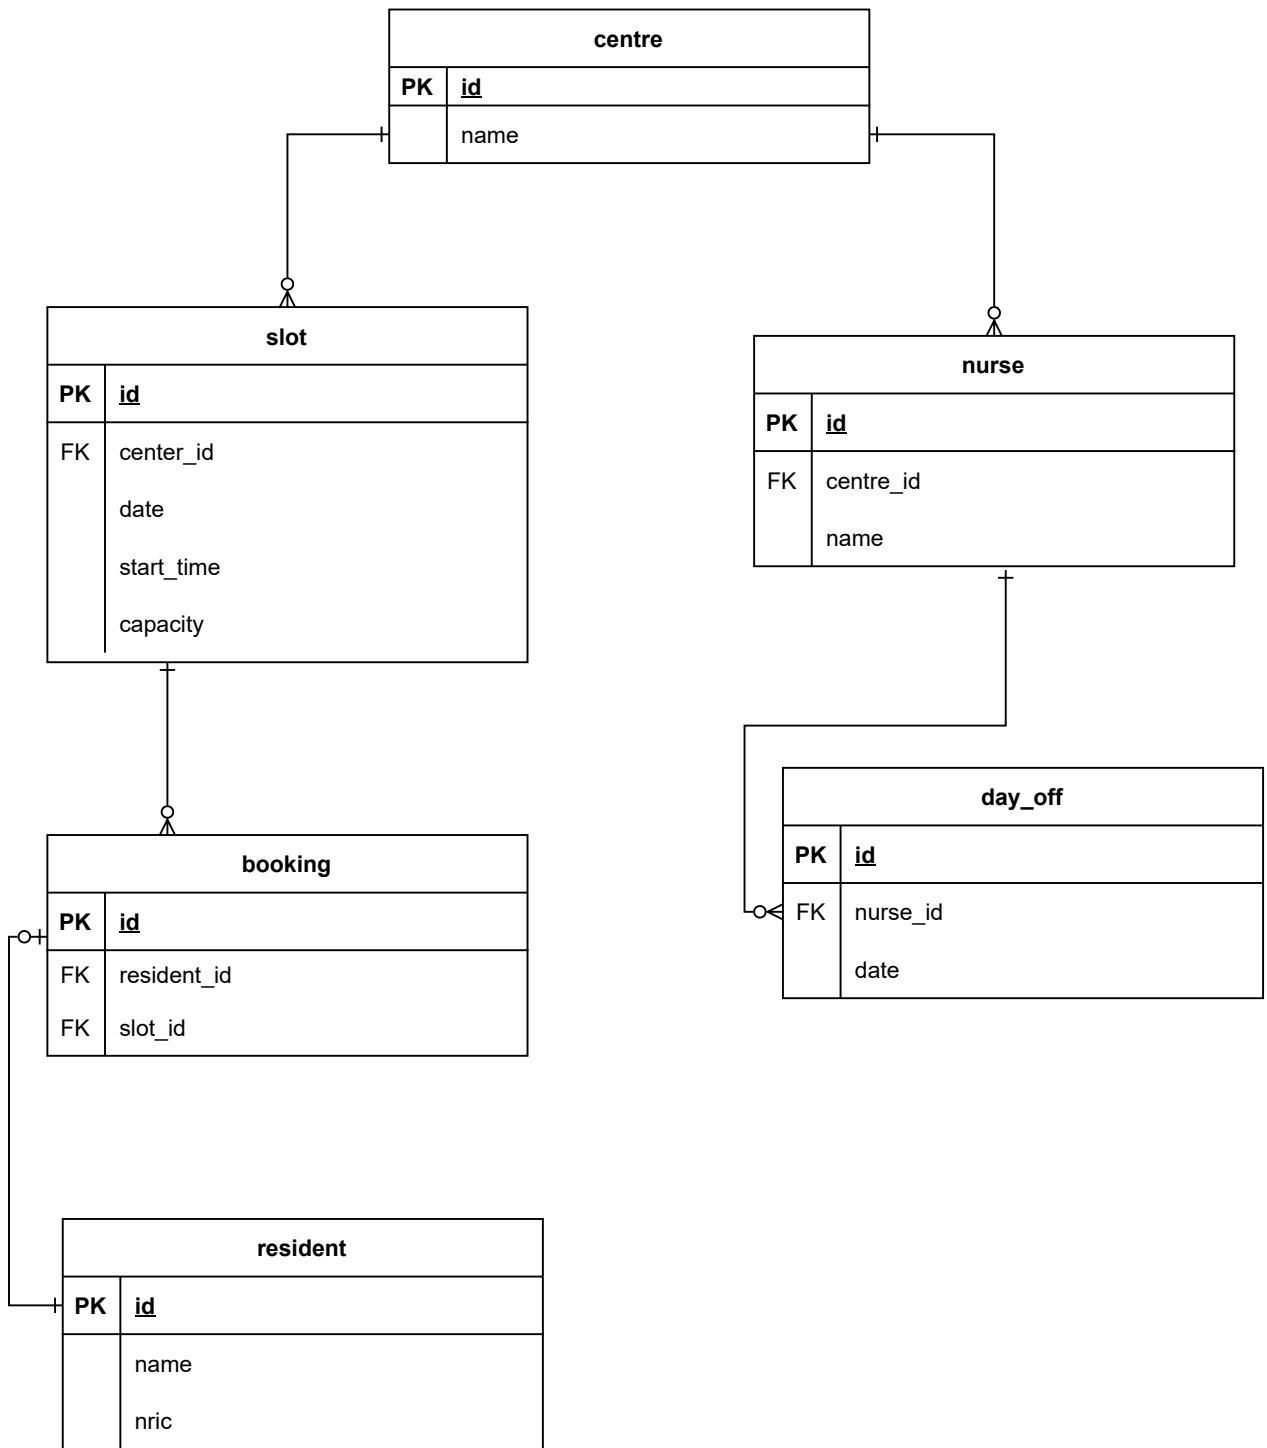 centre
PK id
name
slot
PK id
FK center_id
date
start_time
capacity
nurse
PK id
FK centre_id
name
day_off
PK id
FK nurse_id
date
booking
PK id
FK resident_id
FK slot_id
resident
PK id
name
nric